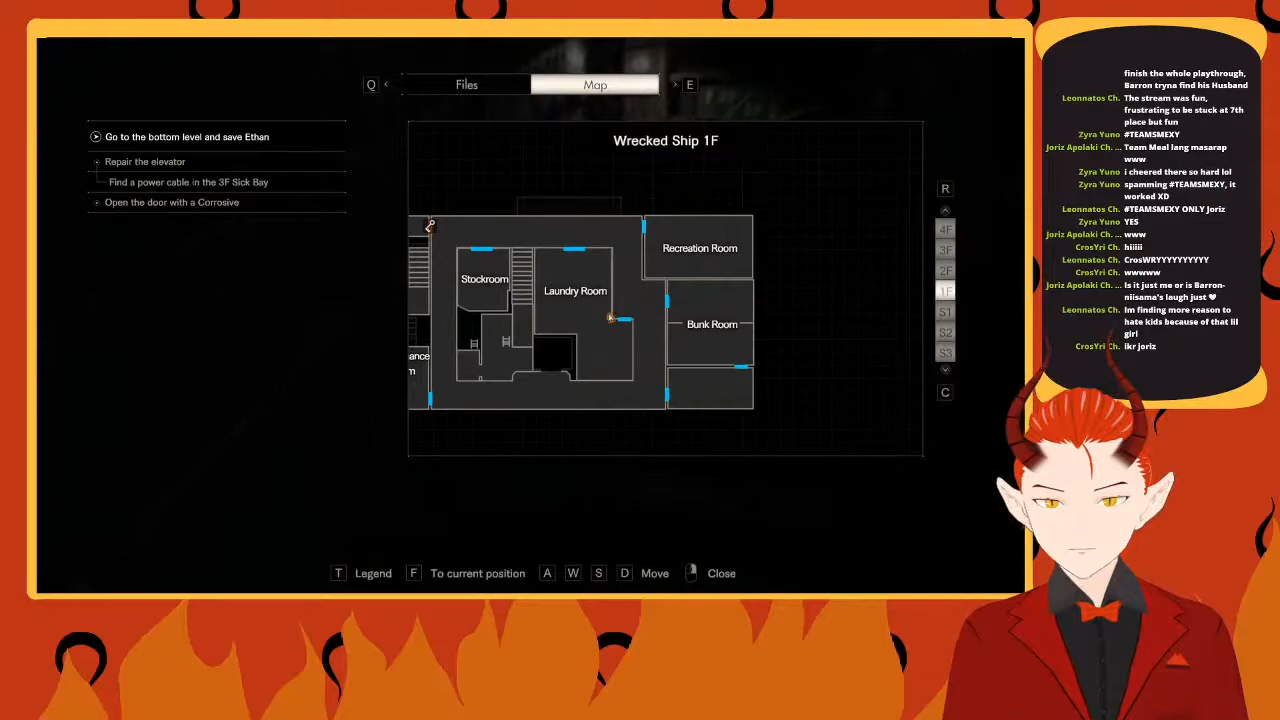 Q
Files
Map
E
Go to the bottom level and save Ethan
Repair the elevator
Find a power cable in the 3F Sick Bay
Open the door with a Corrosive
Wrecked Ship 1F
Recreation Room
Stockroom
Laundry Room
Bunk Room
ance
m
R
4F
3F
2F
1F
S1
S2
S3
C
T Legend F To current position A W S D Move Close
finish the whole playthrough,
Barron tryna find his Husband
Leonnatos Ch. The stream was fun,
frustrating to be stuck at 7th
place but fun
Zyra Yuno #TEAMSMEXY
Joriz Apolaki Ch. ... Team Meal lang masarap
www
Zyra Yuno i cheered there so hard lol
Zyra Yuno spamming #TEAMSMEXY, it
worked XD
Leonnatos Ch. #TEAMSMEXY ONLY Joriz
Zyra Yuno YES
Joriz Apolaki Ch. ... www
CrosYri Ch. hiiiii
Leonnatos Ch. CrosWRYYYYYYYYY
CrosYri Ch. wwwww
Joriz Apolaki Ch. ... Is it just me or is Barron-
niisama's laugh just ♥
Leonnatos Ch. Im finding more reason to
hate kids because of that lil
girl
CrosYri Ch. ikr joriz